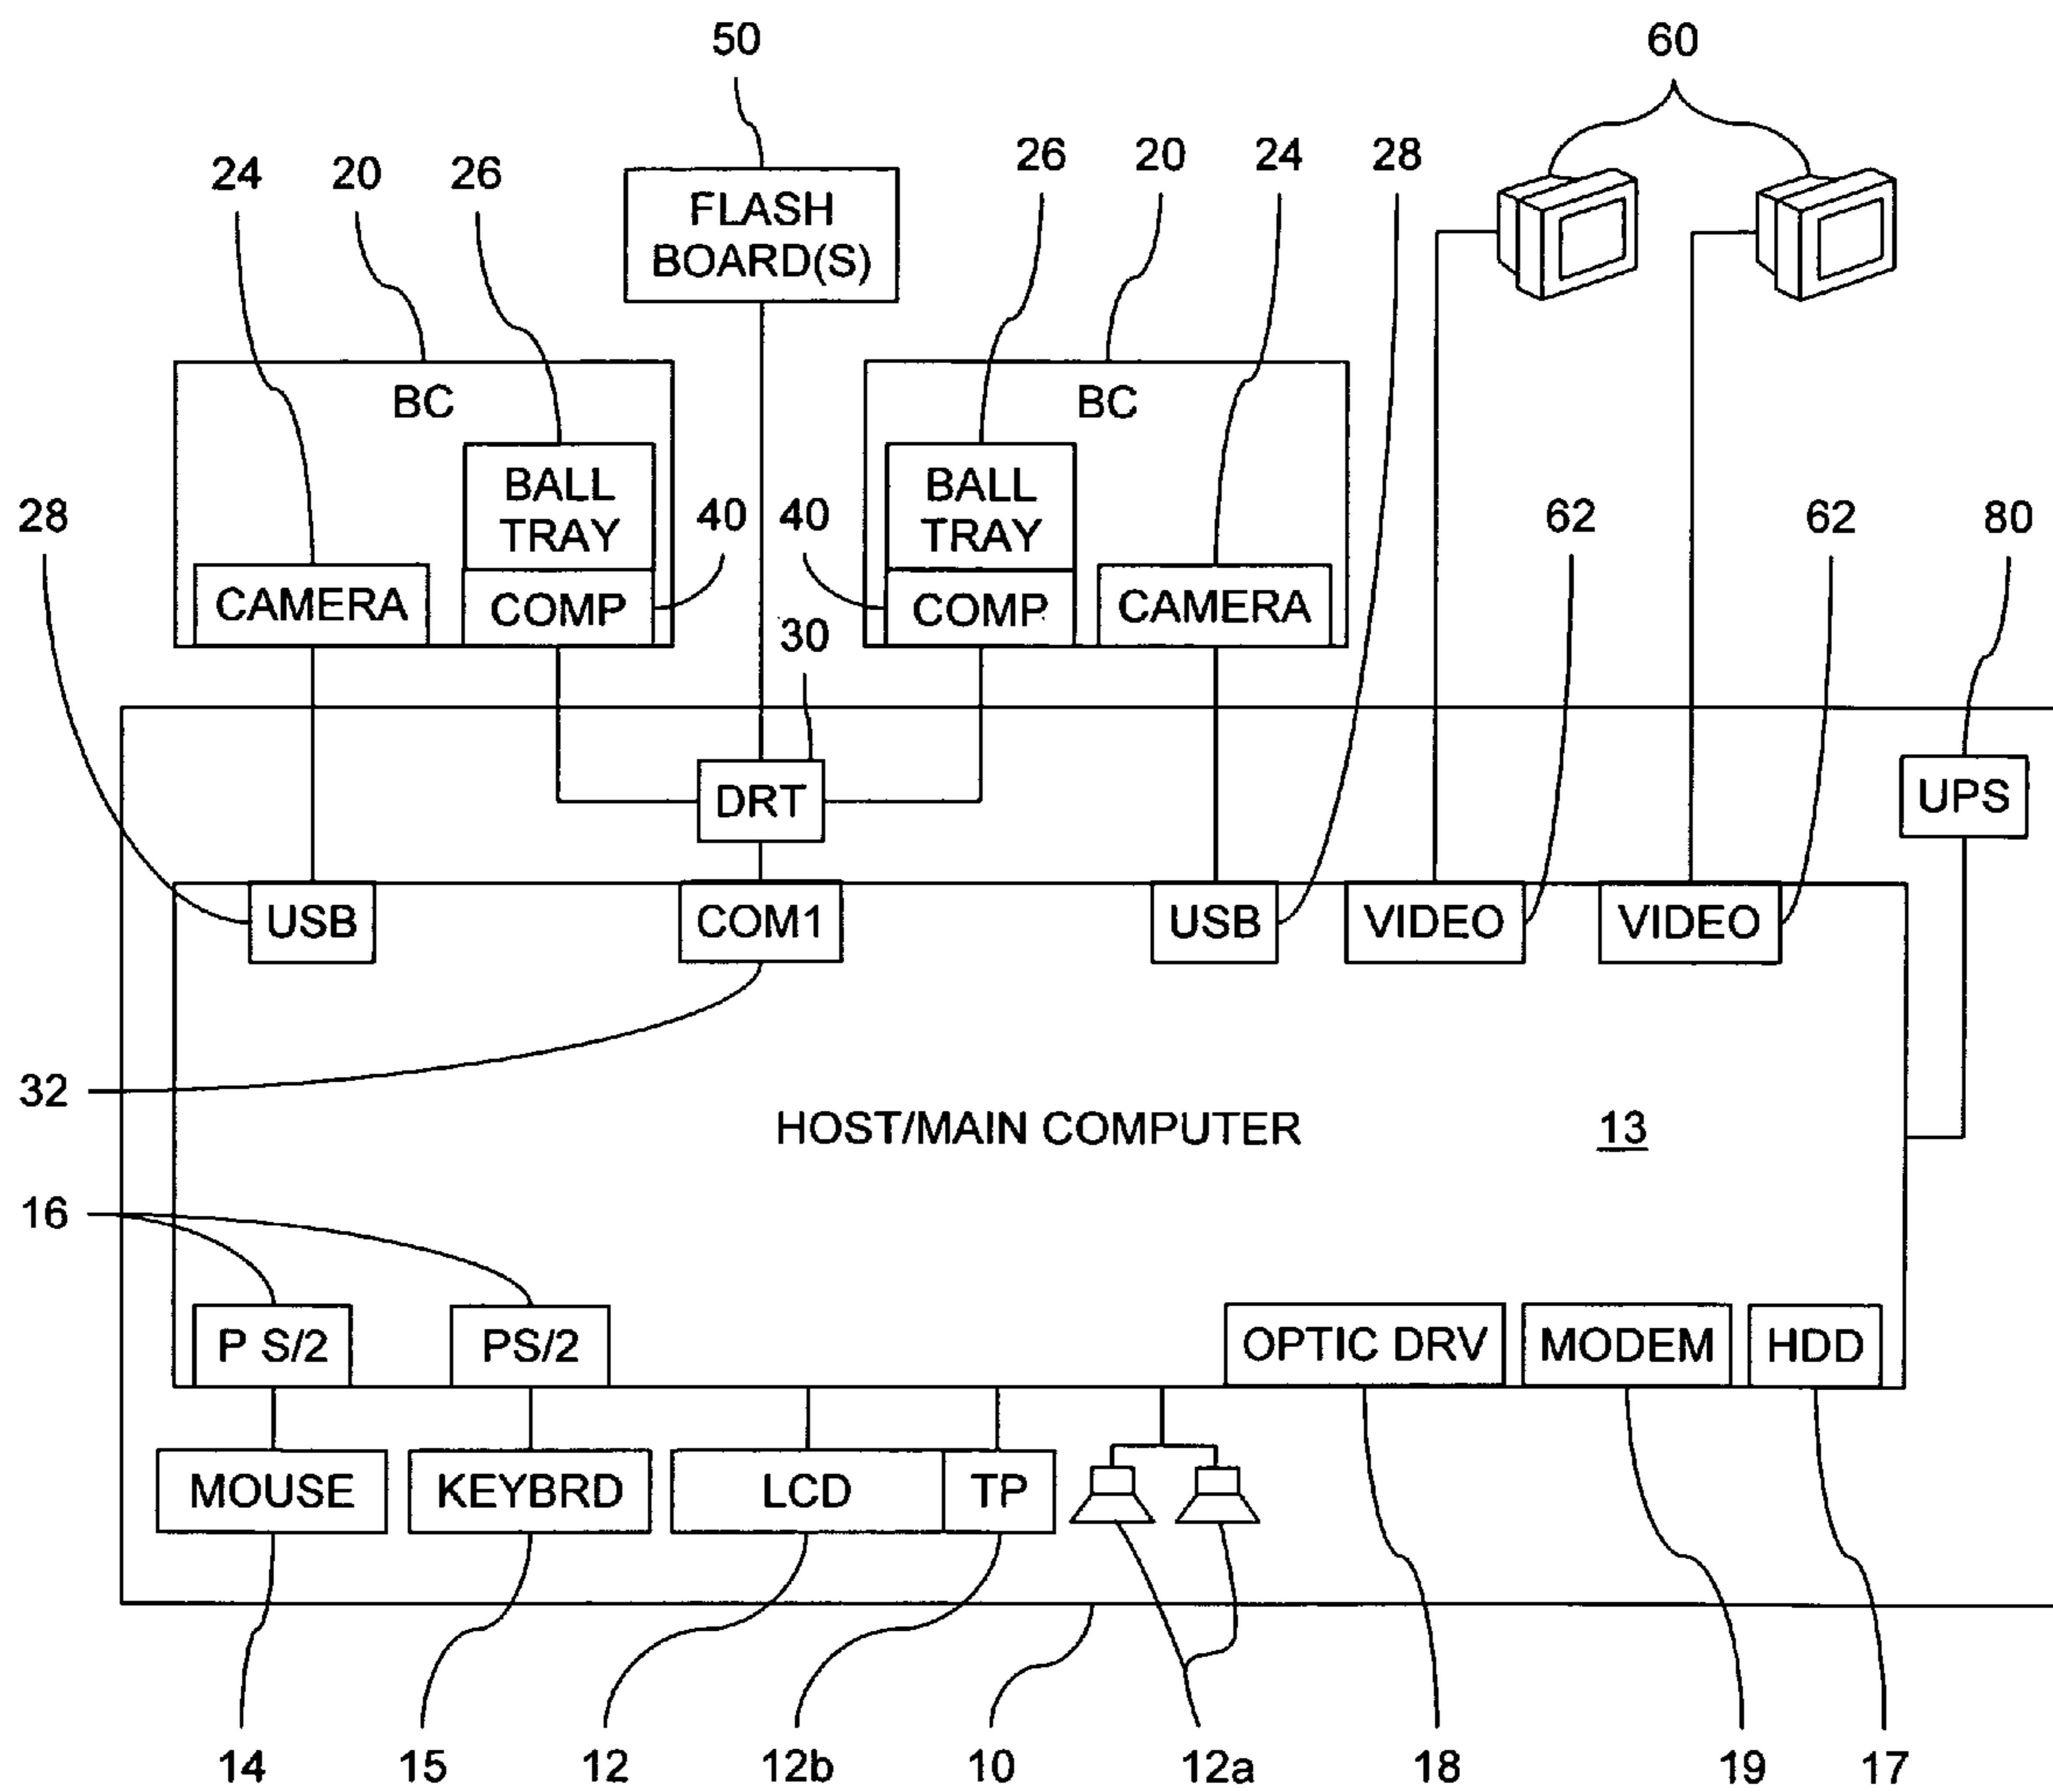 50
60
24
20
26
26
20
24
28
FLASH
BOARD(S)
BC
BC
BALL
TRAY
BALL
TRAY
28
40
40
62
62
80
CAMERA
COMP
COMP
CAMERA
30
DRT
UPS
USB
COM1
USB
VIDEO
VIDEO
32
HOST/MAIN COMPUTER
13
16
P S/2
PS/2
OPTIC DRV
MODEM
HDD
MOUSE
KEYBRD
LCD
TP
14
15
12
12b
10
12a
18
19
17